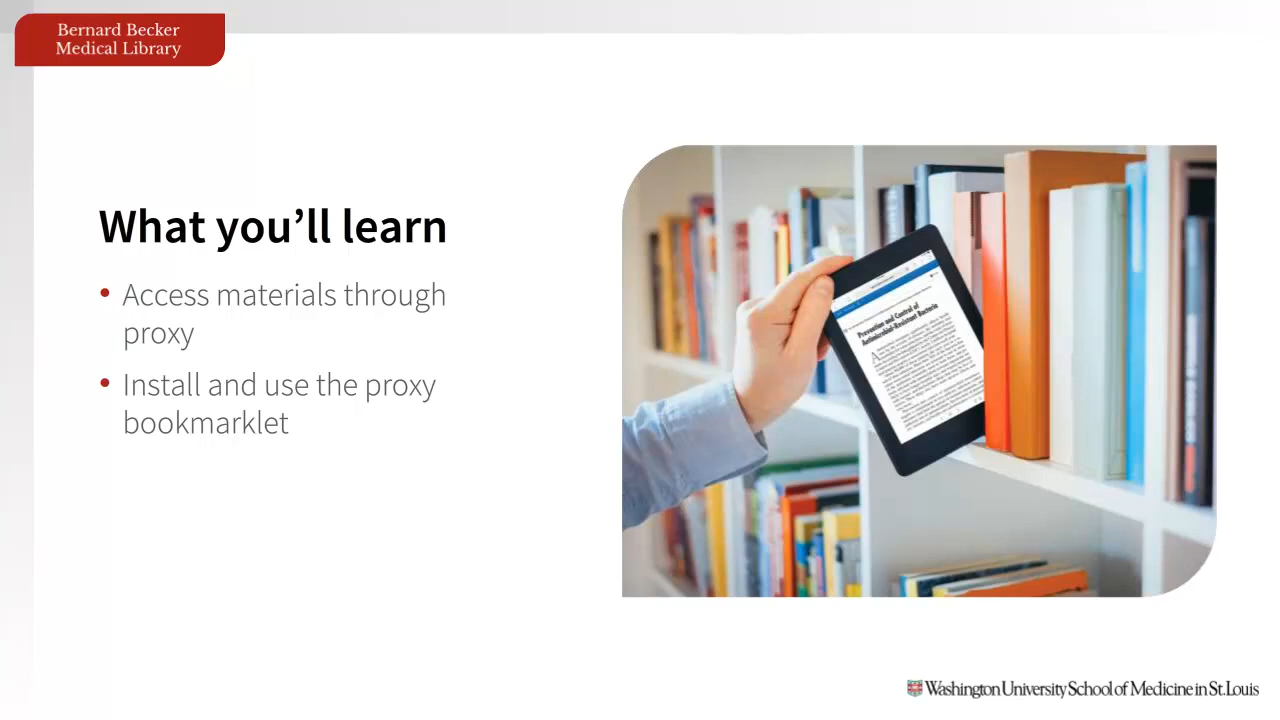 Bernard Becker
Medical Library
What you’ll learn
• Access materials through
proxy
• Install and use the proxy
bookmarklet
Prevention and Control of
Antimicrobial-Resistant Bacteria
Washington University School of Medicine in St. Louis